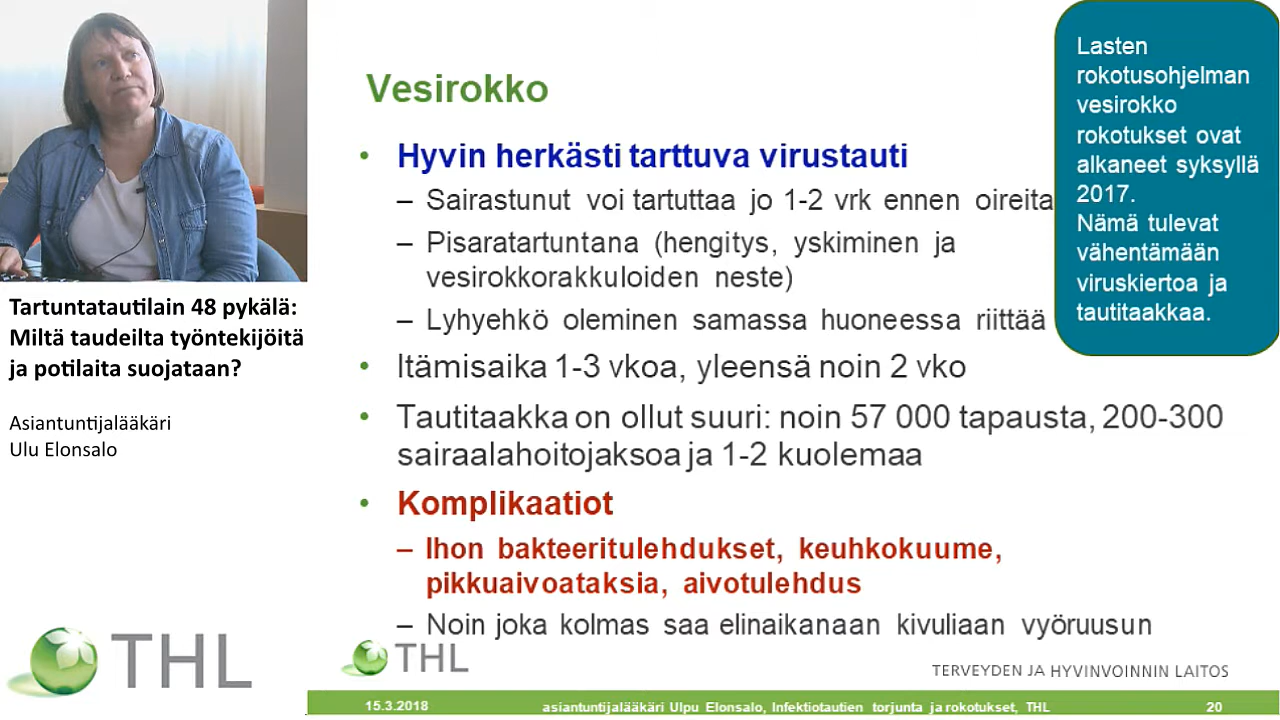 Tartuntatautilain 48 pykälä:
Miltä taudeilta työntekijöitä
ja potilaita suojataan?
Asiantuntijalääkäri
Ulu Elonsalo
THL
Vesirokko
• Hyvin herkästi tarttuva virustauti
– Sairastunut voi tartuttaa jo 1-2 vrk ennen oireita
– Pisaratartuntana (hengitys, yskiminen ja
vesirokkorakkuloiden neste)
– Lyhyehkö oleminen samassa huoneessa riittää
• Itämisaika 1-3 vkoa, yleensä noin 2 vko
• Tautitaakka on ollut suuri: noin 57 000 tapausta, 200-300
sairaalahoitojaksoa ja 1-2 kuolemaa
• Komplikaatiot
– Ihon bakteeritulehdukset, keuhkokuume,
pikkuaivoataksia, aivotulehdus
– Noin joka kolmas saa elinaikanaan kivuliaan vyöruusun
Lasten
rokotusohjelman
vesirokko
rokotukset ovat
alkaneet syksyllä
2017.
Nämä tulevat
vähentämään
viruskiertoa ja
tautitaakkaa.
THL
TERVEYDEN JA HYVINVOINNIN LAITOS
15.3.2018 asiantuntijalääkäri Ulpu Elonsalo, Infektiotautien torjunta ja rokotukset, THL 20